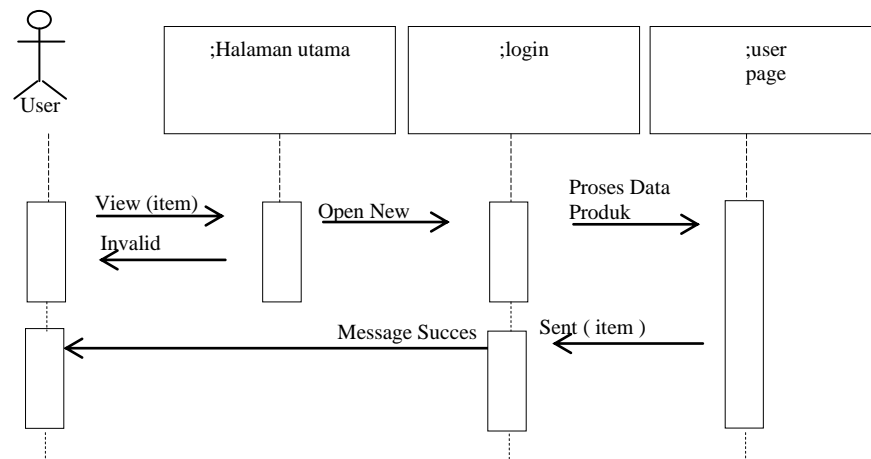 ;Halaman utama
;login
;user
page
User
View (item)
Open New
Proses Data
Produk
Invalid
Message Succes
Sent ( item )